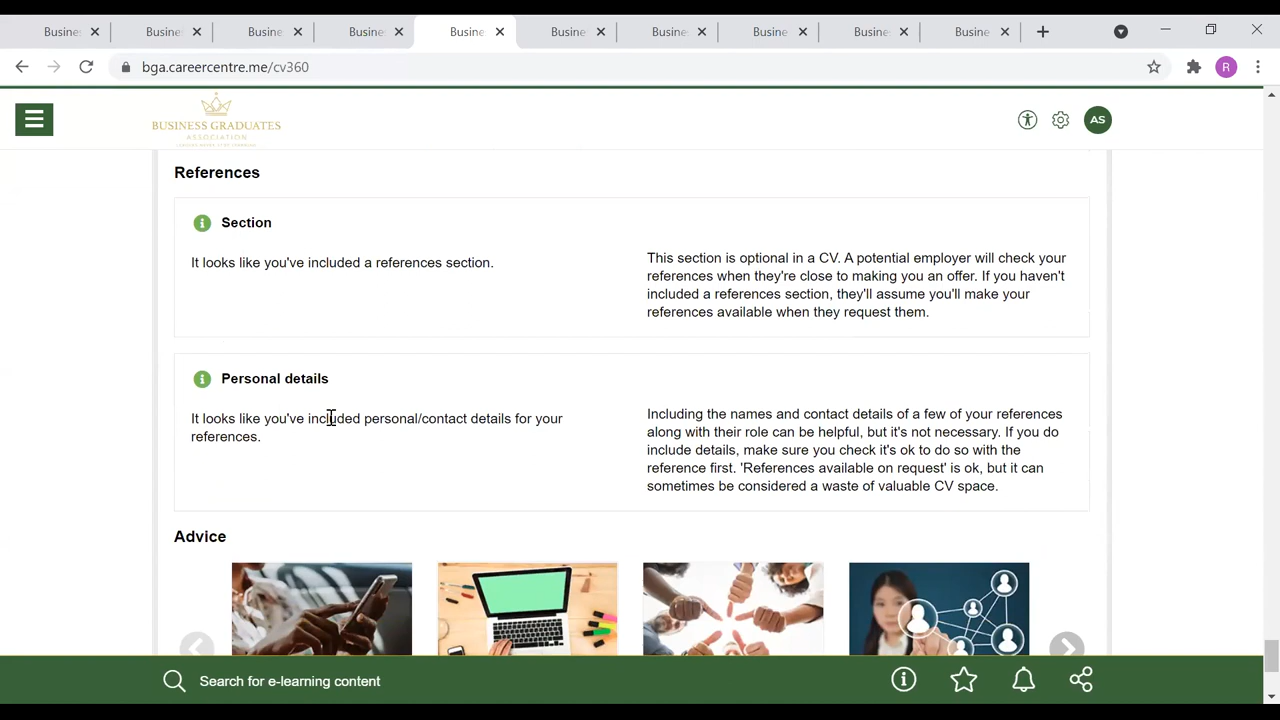 Busine Busine Busine Busine Busine Busine Busine Busine Busine Busine
bga.careercentre.me/cv360
R
BUSINESS GRADUATES
ASSOCIATION
AS
References
Section
It looks like you've included a references section.
This section is optional in a CV. A potential employer will check your
references when they're close to making you an offer. If you haven't
included a references section, they'll assume you'll make your
references available when they request them.
Personal details
It looks like you've included personal/contact details for your
references.
Including the names and contact details of a few of your references
along with their role can be helpful, but it's not necessary. If you do
include details, make sure you check it's ok to do so with the
reference first. 'References available on request' is ok, but it can
sometimes be considered a waste of valuable CV space.
Advice
Search for e-learning content